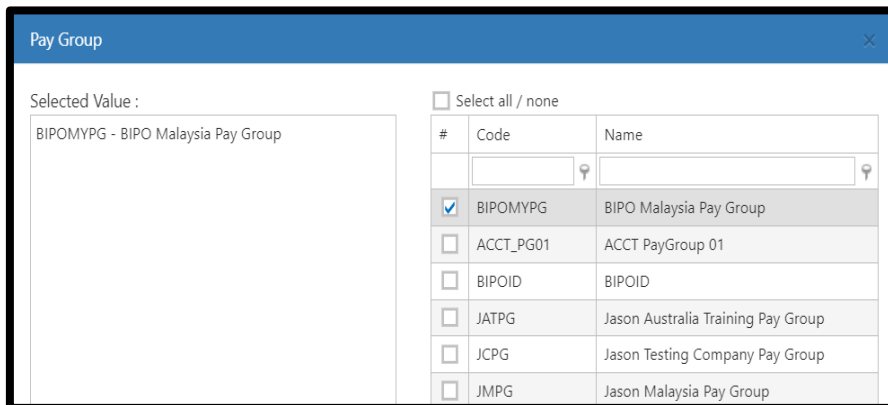 Pay Group
Selected Value :
BIPOMYPG - BIPO Malaysia Pay Group
Select all / none
# Code Name
BIPOMYPG BIPO Malaysia Pay Group
ACCT_PG01 ACCT PayGroup 01
BIPOID BIPOID
JATPG Jason Australia Training Pay Group
JCPG Jason Testing Company Pay Group
JMPG Jason Malaysia Pay Group